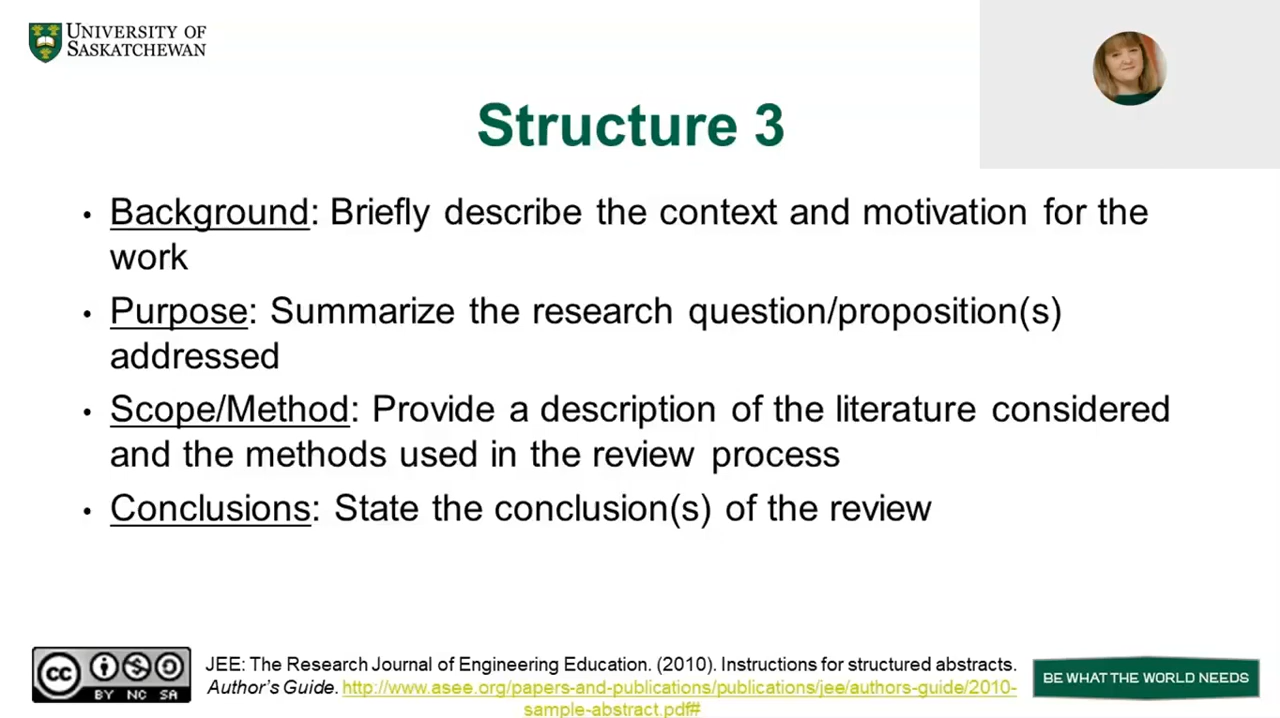 UNIVERSITY OF
SASKATCHEWAN
Structure 3
• Background: Briefly describe the context and motivation for the
work
• Purpose: Summarize the research question/proposition(s)
addressed
• Scope/Method: Provide a description of the literature considered
and the methods used in the review process
• Conclusions: State the conclusion(s) of the review
cc
BY NC SA
JEE: The Research Journal of Engineering Education. (2010). Instructions for structured abstracts.
Author's Guide. http://www.asee.org/papers-and-publications/publications/jee/authors-guide/2010-
sample-abstract.pdf#
BE WHAT THE WORLD NEEDS